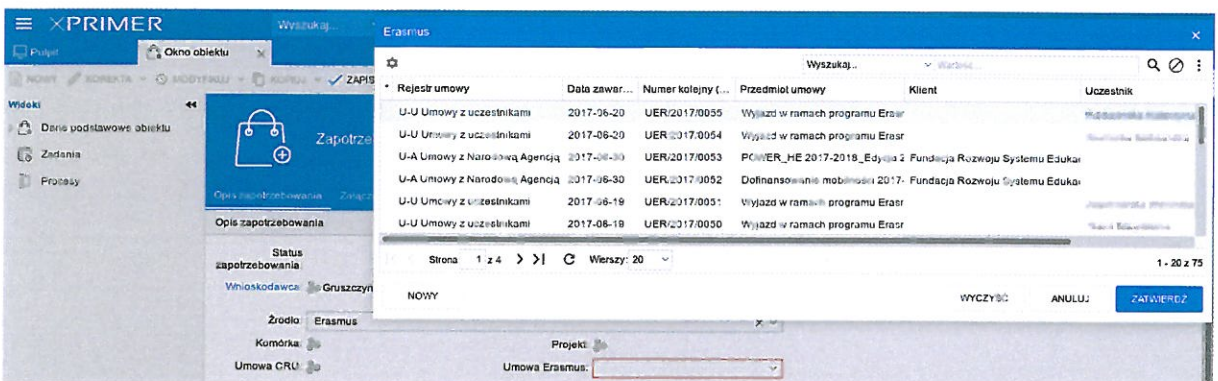 XPRIMER
Wyszukaj...
Pulpit
Okno obiektu
NOWY KOREKTA MODYFIKUJ KOPIUJ ZAPIS
Widoki
Dane podstawowe obiektu
Zadania
Procesy
Zapotrze
Opis zapotrzebowania Załącz
Opis zapotrzebowania
Status
zapotrzebowania:
Wnioskodawca: Gruszczyn
Źródło: Erasmus
Komórka: Projekt:
Umowa CRU: Umowa Erasmus:
Erasmus
Wyszukaj... Wartość...
Rejestr umowy Data zawar... Numer kolejny (... Przedmiot umowy Klient Uczestnik
U-U Umowy z uczestnikami 2017-06-20 UER/2017/0055 Wyjazd w ramach programu Erasr
U-U Umowy z uczestnikami 2017-06-20 UER/2017/0054 Wyjazd w ramach programu Erasr
U-A Umowy z Narodową Agencją UER/2017/0053 POWER_HE 2017-2018_Edycja 2 Fundacja Rozwoju Systemu Edukac
U-A Umowy z Narodową Agencją 2017-06-30 UER/2017/0052 Dofinansowanie mobilności 2017- Fundacja Rozwoju Systemu Edukac
U-U Umowy z uczestnikami 2017-06-19 UER/2017/0051 Wyjazd w ramach programu Erasr
U-U Umowy z uczestnikami 2017-06-19 UER/2017/0050 Wyjazd w ramach programu Erasr
Strona 1 z 4 Wierszy: 20 1 - 20 z 75
NOWY WYCZYŚĆ ANULUJ ZATWIERDŹ